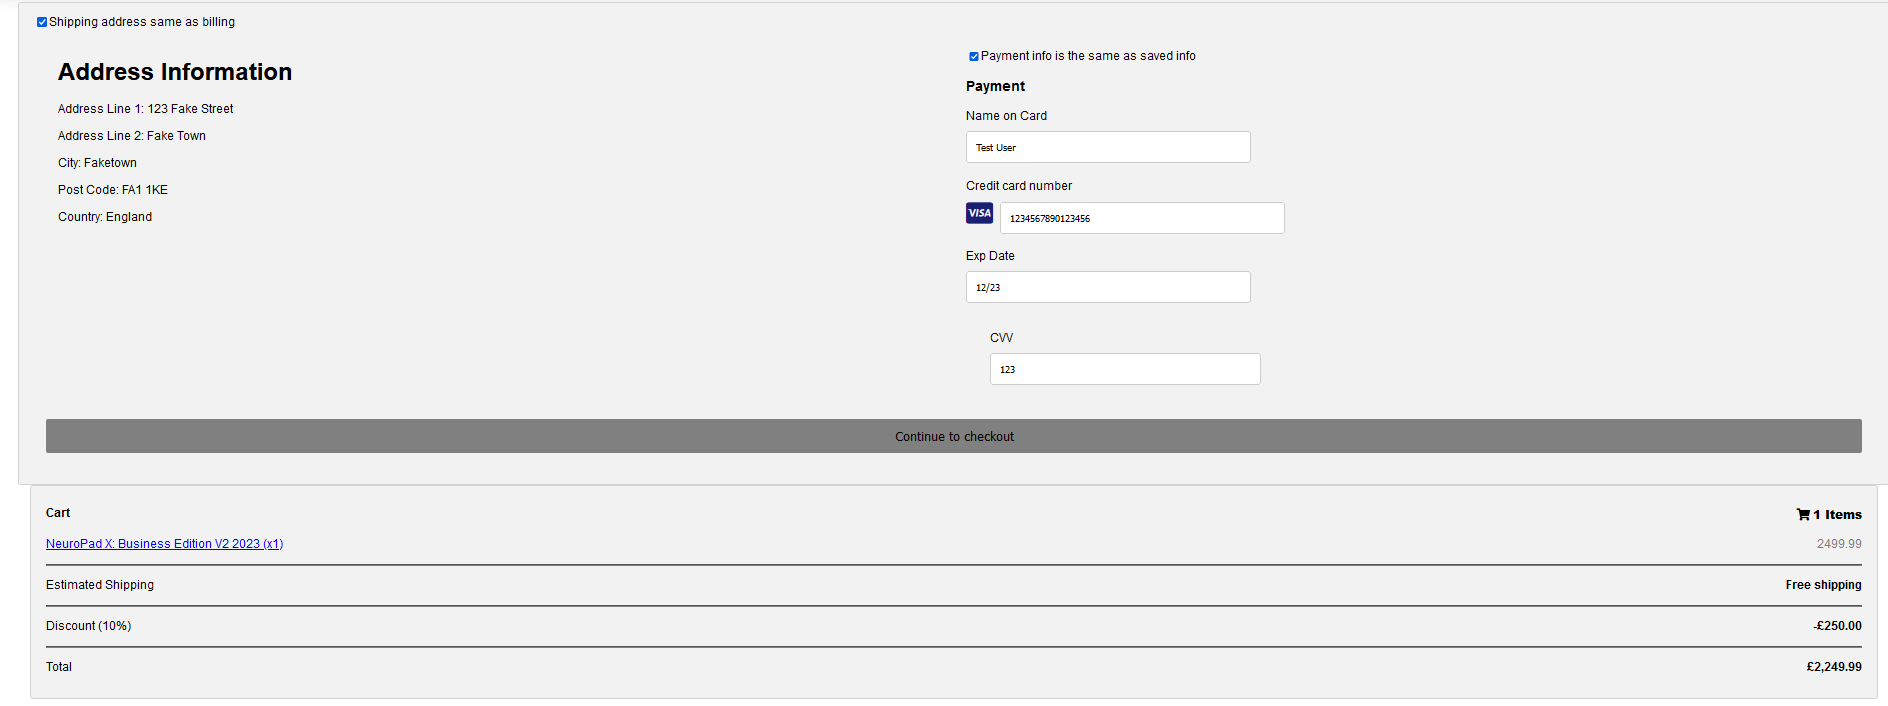 Shipping address same as billing
Address Information
Address Line 1: 123 Fake Street
Address Line 2: Fake Town
City: Faketown
Post Code: FA1 1KE
Country: England
Payment info is the same as saved info
Payment
Name on Card
Test User
Credit card number
VISA 1234567890123456
Exp Date
12/23
CVV
123
Continue to checkout
Cart 1 Items
NeuroPad X: Business Edition V2 2023 (x1) 2499.99
Estimated Shipping Free shipping
Discount (10%) -£250.00
Total £2,249.99